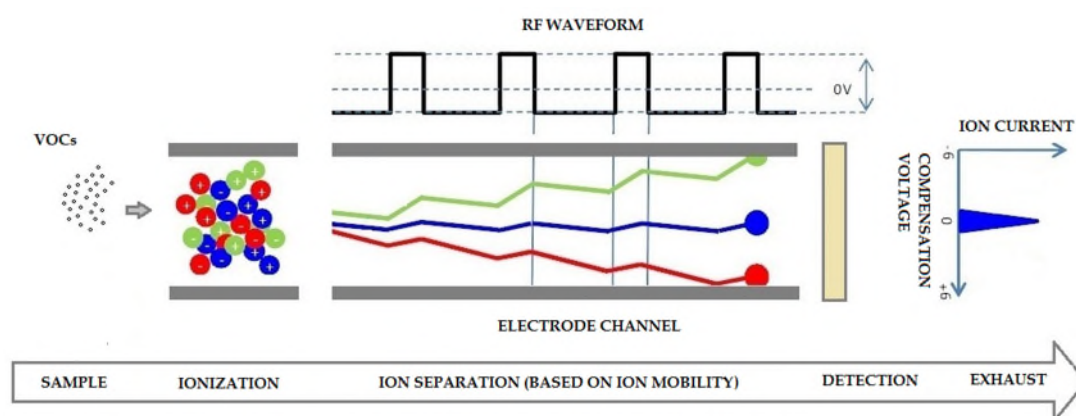 RF WAVEFORM
0V
VOCs
ION CURRENT
-6
0
+6
COMPENSATION
VOLTAGE
ELECTRODE CHANNEL
SAMPLE
IONIZATION
ION SEPARATION (BASED ON ION MOBILITY)
DETECTION
EXHAUST